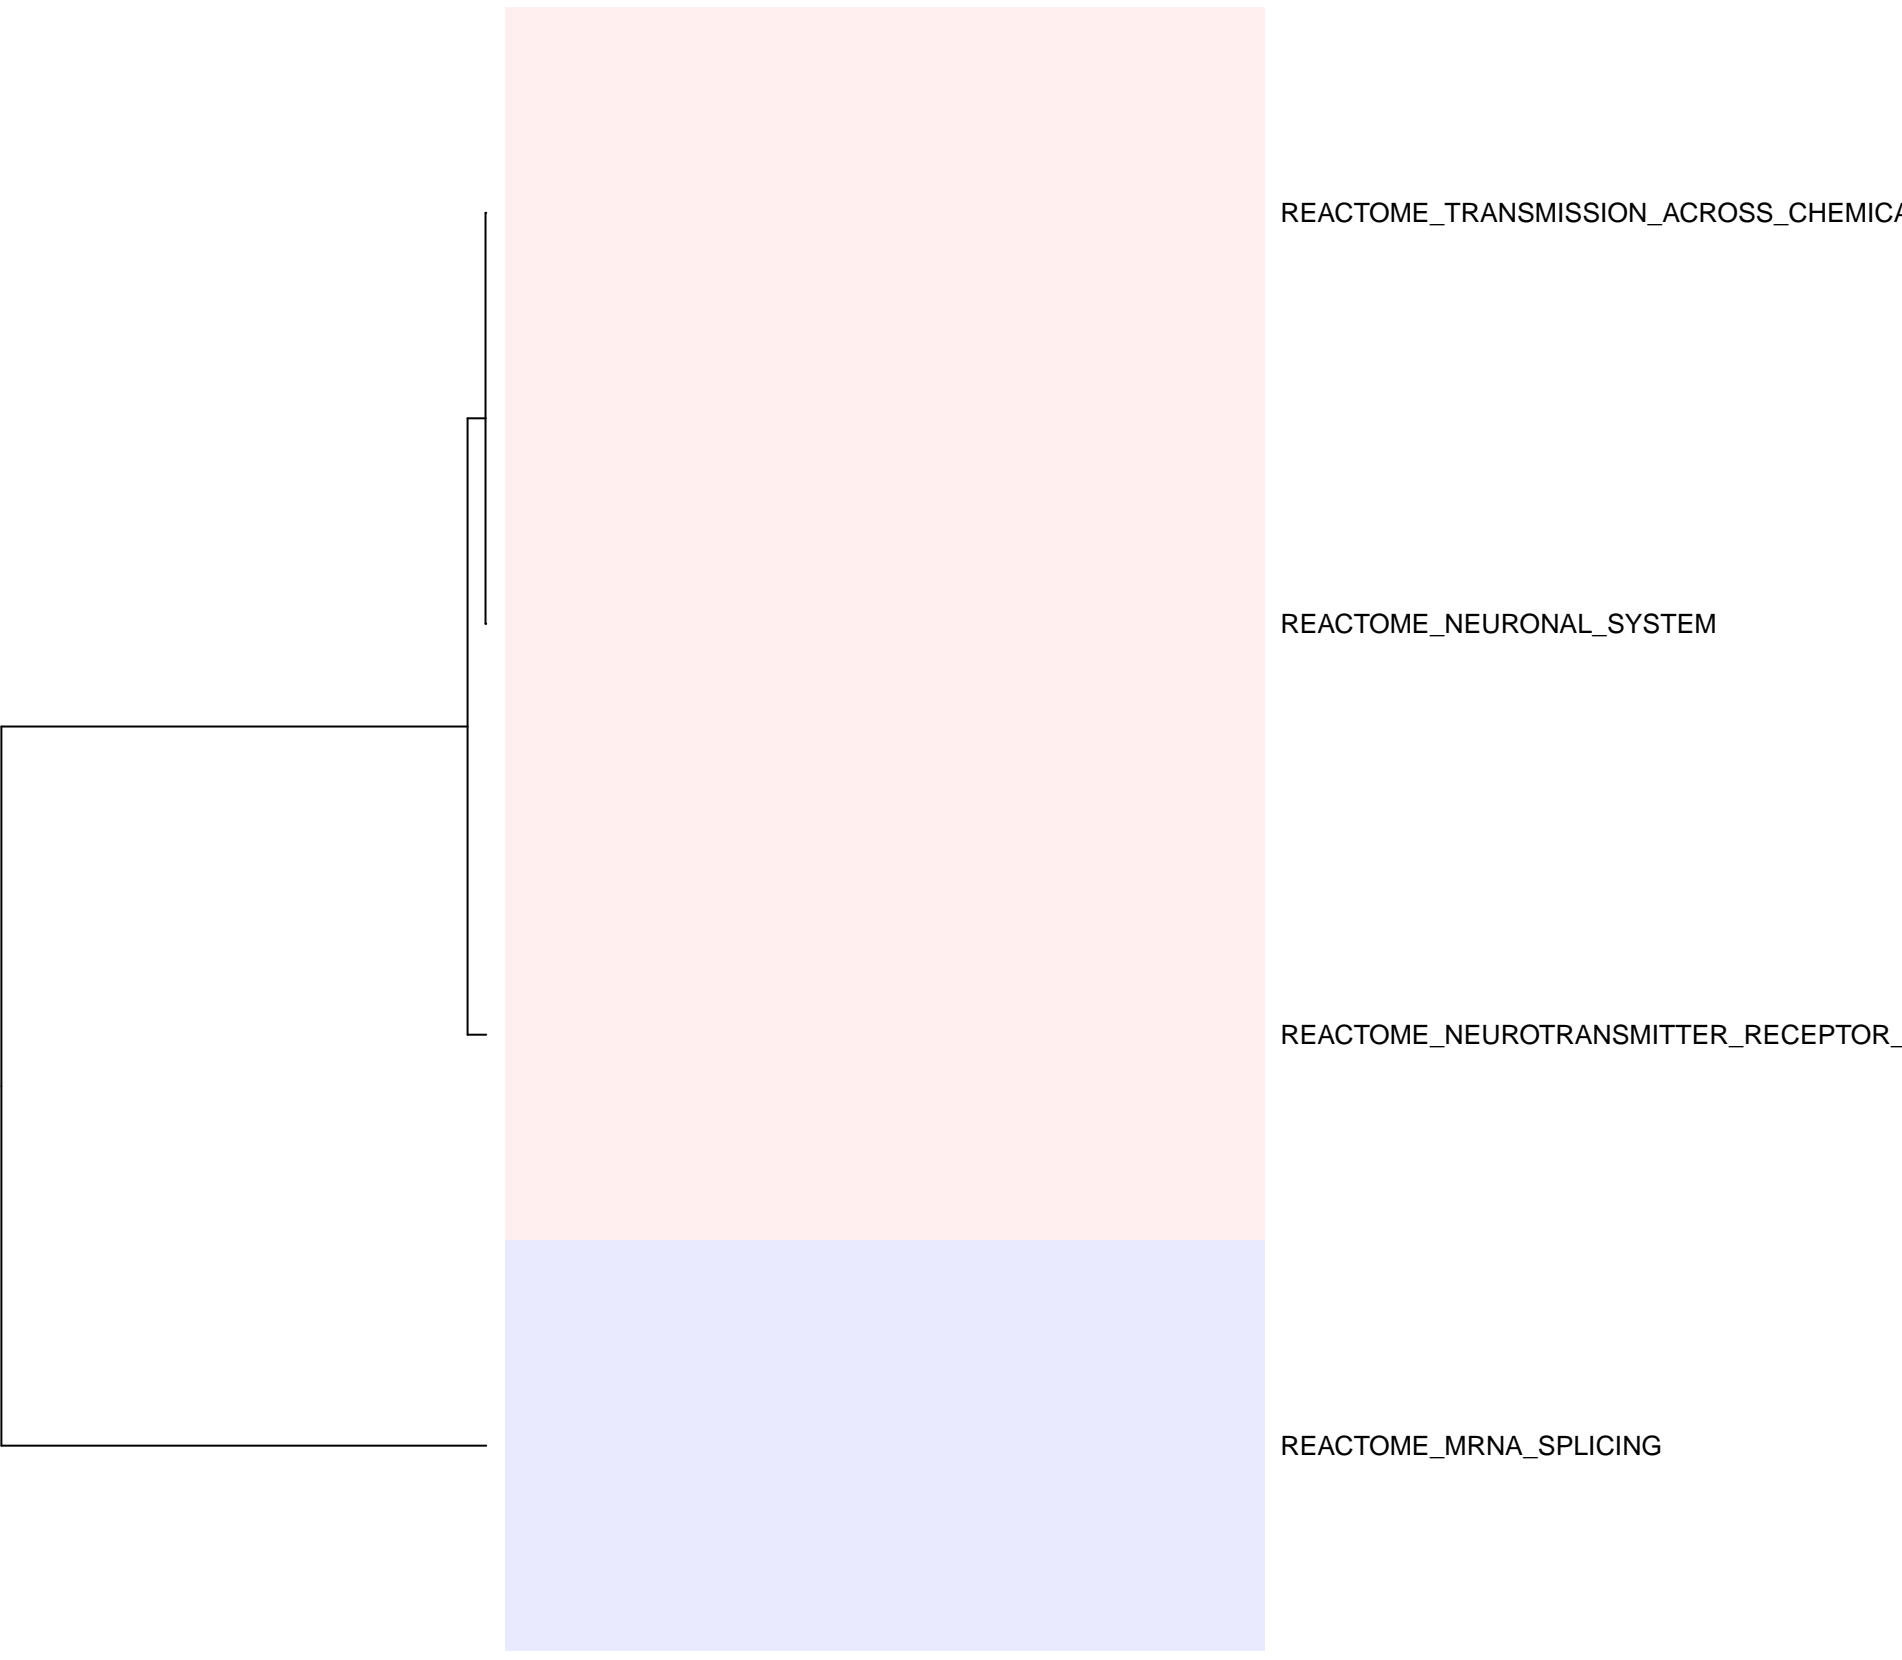 REACTOME_TRANSMISSION_ACROSS_CHEMICA
REACTOME_NEURONAL_SYSTEM
REACTOME_NEUROTRANSMITTER_RECEPTOR_
REACTOME_MRNA_SPLICING